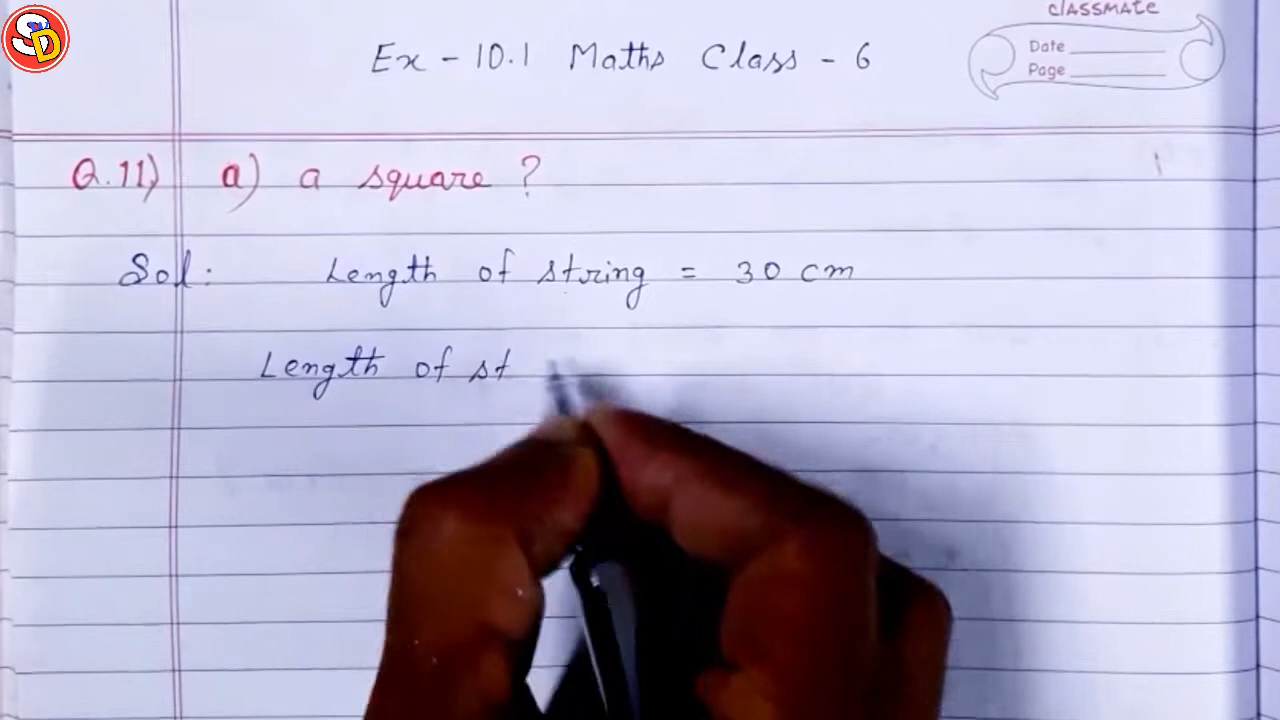 SD
CLASSMATE
Ex - 10.1 Maths Class - 6
Date
Page
Q.11) a) a square ?
Sol: Length of string = 30 cm
Length of st